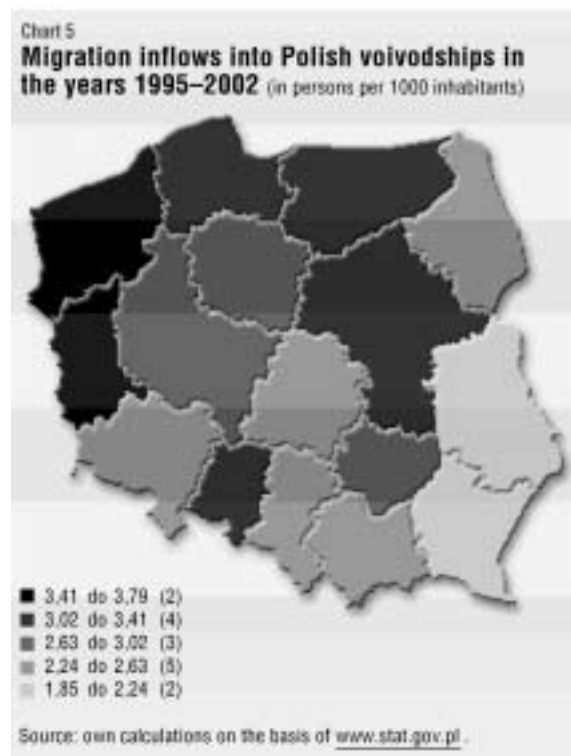 Chart 5
Migration inflows into Polish voivodships in
the years 1995–2002 (in persons per 1000 inhabitants)
3,41 do 3,79 (2)
3,02 do 3,41 (4)
2,63 do 3,02 (3)
2,24 do 2,63 (5)
1,85 do 2,24 (2)
Source: own calculations on the basis of www.stat.gov.pl .